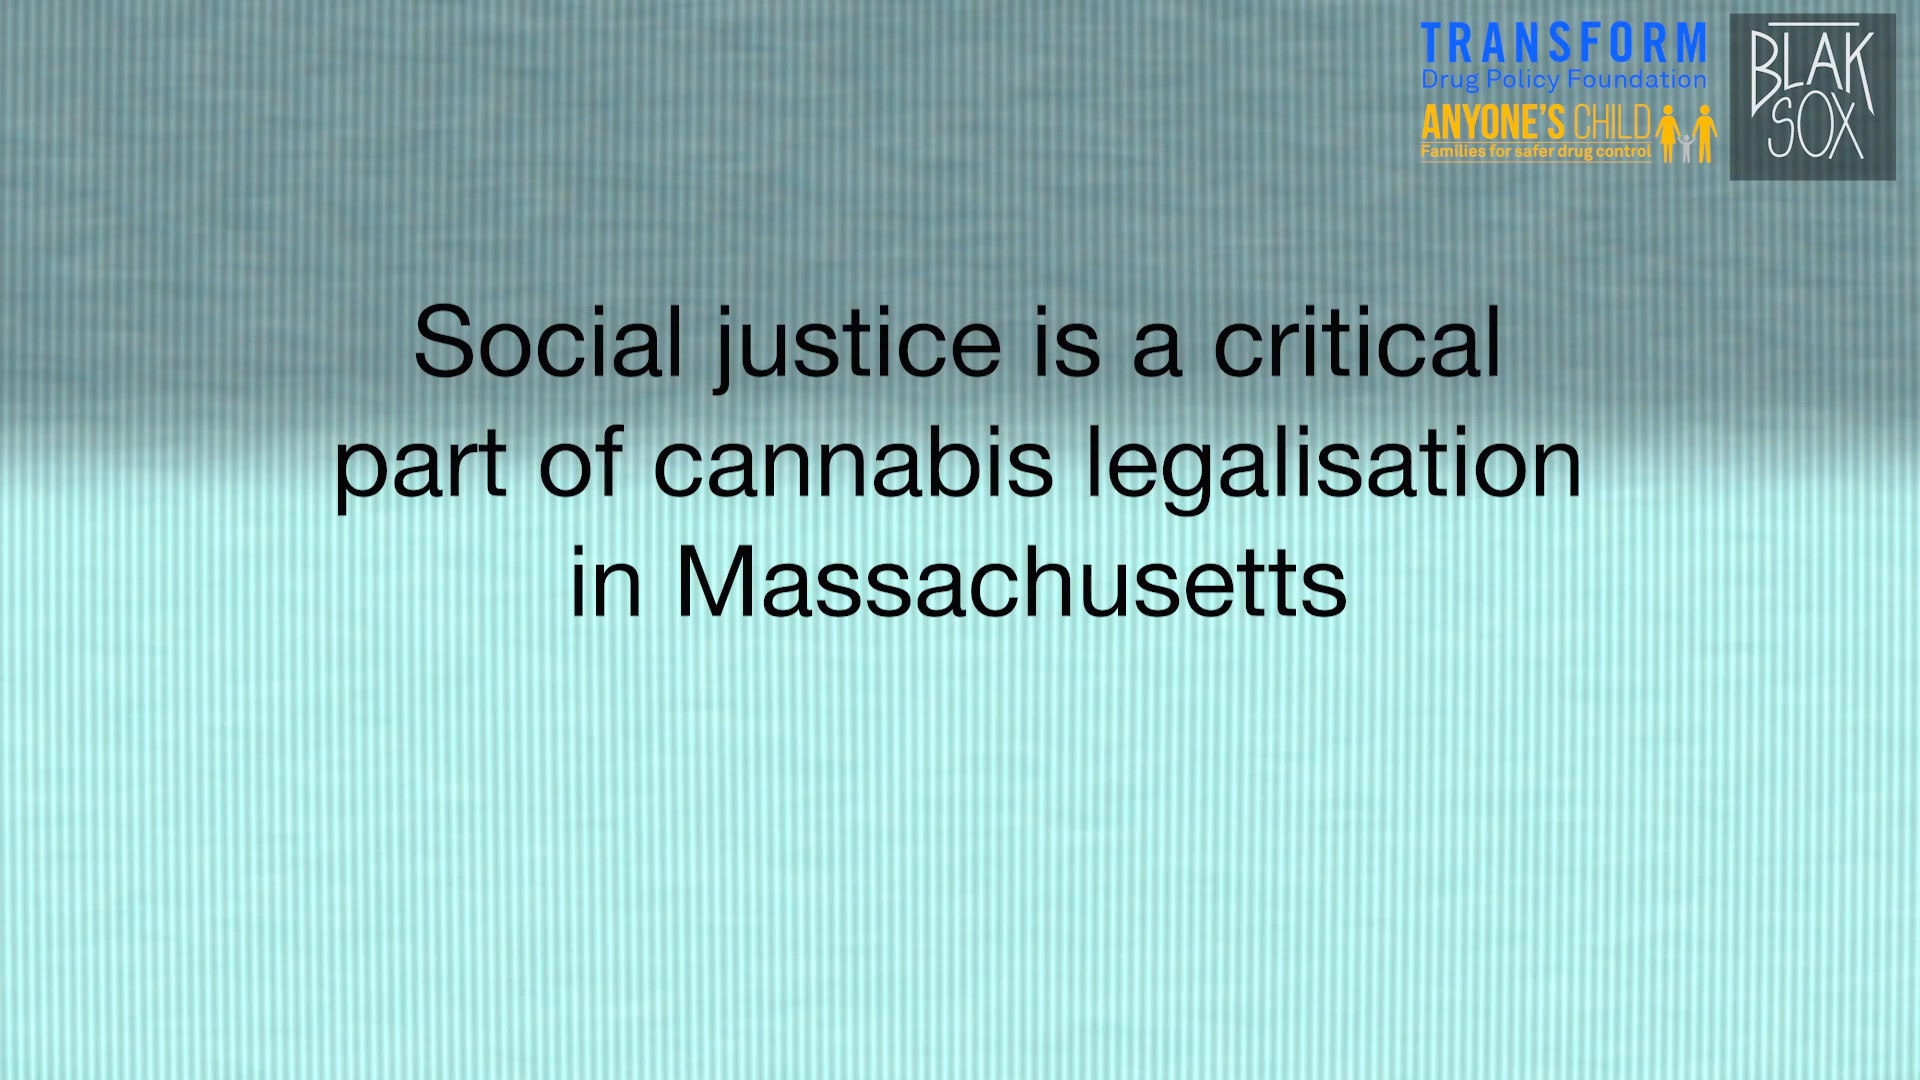 TRANSFORM
Drug Policy Foundation
ANYONE'S CHILD
Families for safer drug control
BLAK
SOX
Social justice is a critical
part of cannabis legalisation
in Massachusetts